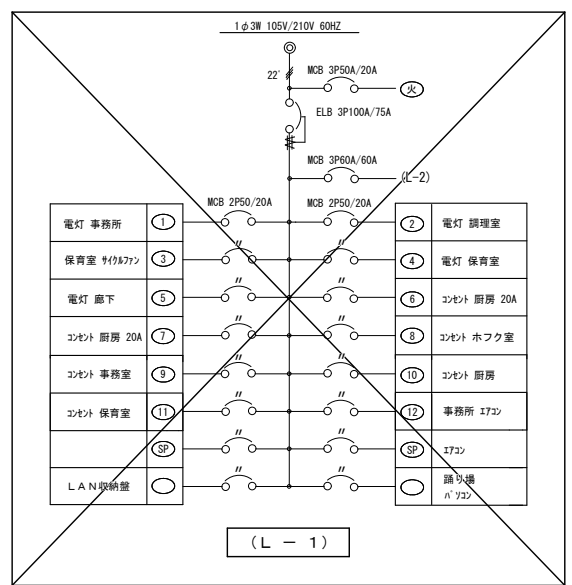 1φ3W 105V/210V 60HZ
22゜
MCB 3P50A/20A
火
ELB 3P100A/75A
MCB 3P60A/60A
(L-2)
MCB 2P50/20A MCB 2P50/20A
電灯 事務所 1 2 電灯 調理室
保育室 サイクルファン 3 〃 〃 4 電灯 保育室
電灯 廊下 5 〃 〃 6 コンセント 厨房 20A
コンセント 厨房 20A 7 〃 〃 8 コンセント ホフク室
コンセント 事務室 9 〃 〃 10 コンセント 厨房
コンセント 保育室 11 〃 〃 12 事務所 エアコン
SP 〃 〃 SP エアコン
LAN収納盤 〃 〃 踊り場
パソコン
(L - 1)